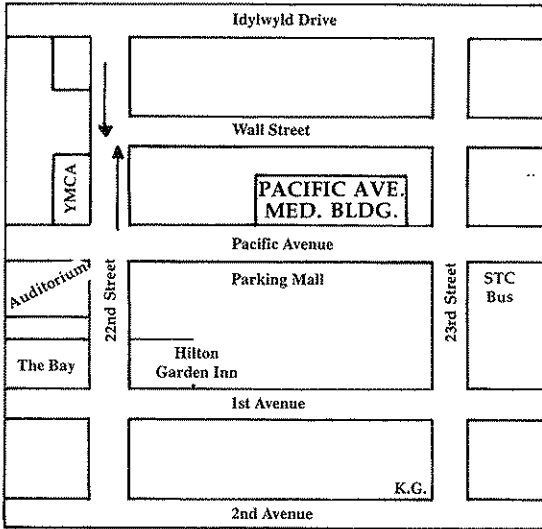 Idylwyld Drive
Wall Street
YMCA
PACIFIC AVE.
MED. BLDG.
Pacific Avenue
Auditorium
22nd Street
Parking Mall
23rd Street
STC
Bus
The Bay
Hilton
Garden Inn
1st Avenue
K.G.
2nd Avenue